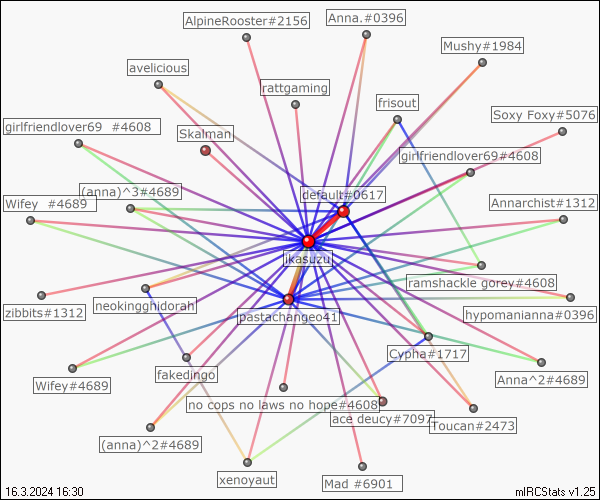 AlpineRooster#2156
Anna.#0396
Mushy#1984
avelicious
rattgaming
frisout
Soxy Foxy#5076
girlfriendlover69  #4608
Skalman
girlfriendlover69#4608
(anna)^3#4689
default#0617
Wifey  #4689
Annarchist#1312
ikasuzu
ramshackle gorey#4608
zibbits#1312
neokingghidorah
pastachangeo41
hypomanianna#0396
Cypha#1717
fakedingo
Wifey#4689
Anna^2#4689
no cops no laws no hope#4608
ace deucy#7097
Toucan#2473
(anna)^2#4689
xenoyaut
Mad #6901
16.3.2024 16:30
mIRCStats v1.25